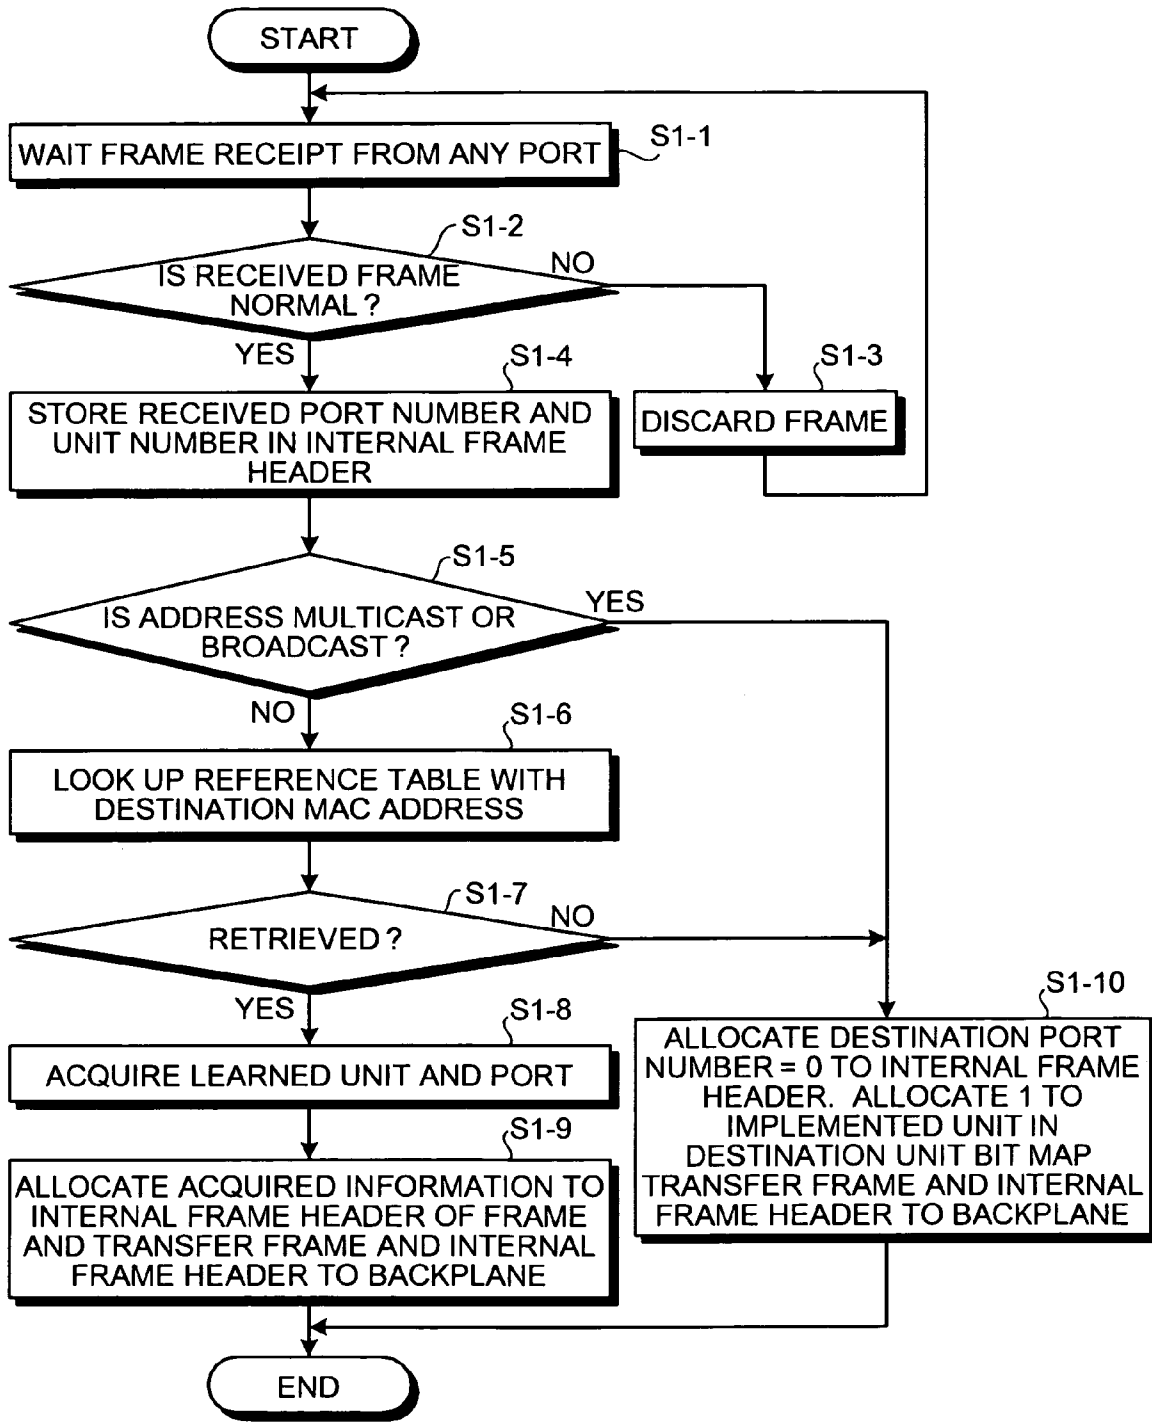 START
WAIT FRAME RECEIPT FROM ANY PORT
S1-1
S1-2
IS RECEIVED FRAME
NORMAL ?
NO
YES
S1-3
DISCARD FRAME
S1-4
STORE RECEIVED PORT NUMBER AND
UNIT NUMBER IN INTERNAL FRAME
HEADER
S1-5
IS ADDRESS MULTICAST OR
BROADCAST ?
YES
NO
S1-6
LOOK UP REFERENCE TABLE WITH
DESTINATION MAC ADDRESS
S1-7
RETRIEVED ?
NO
YES
S1-8
ACQUIRE LEARNED UNIT AND PORT
S1-9
ALLOCATE ACQUIRED INFORMATION TO
INTERNAL FRAME HEADER OF FRAME
AND TRANSFER FRAME AND INTERNAL
FRAME HEADER TO BACKPLANE
S1-10
ALLOCATE DESTINATION PORT
NUMBER = 0 TO INTERNAL FRAME
HEADER. ALLOCATE 1 TO
IMPLEMENTED UNIT IN
DESTINATION UNIT BIT MAP
TRANSFER FRAME AND INTERNAL
FRAME HEADER TO BACKPLANE
END